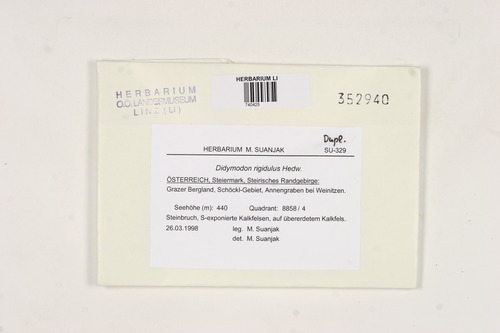 HERBARIUM
O.Ö. LANDESMUSEUM
LINZ (LI)
HERBARIUM LI
740425
352940
Dupl.
HERBARIUM M. SUANJAK
SU-329
Didymodon rigidulus Hedw.
ÖSTERREICH, Steiermark, Steirisches Randgebirge:
Grazer Bergland, Schöckl-Gebiet, Annengraben bei Weinitzen.
Seehöhe (m): 440 Quadrant: 8858 / 4
Steinbruch, S-exponierte Kalkfelsen, auf übererdetem Kalkfels.
26.03.1998 leg. M. Suanjak
det. M. Suanjak